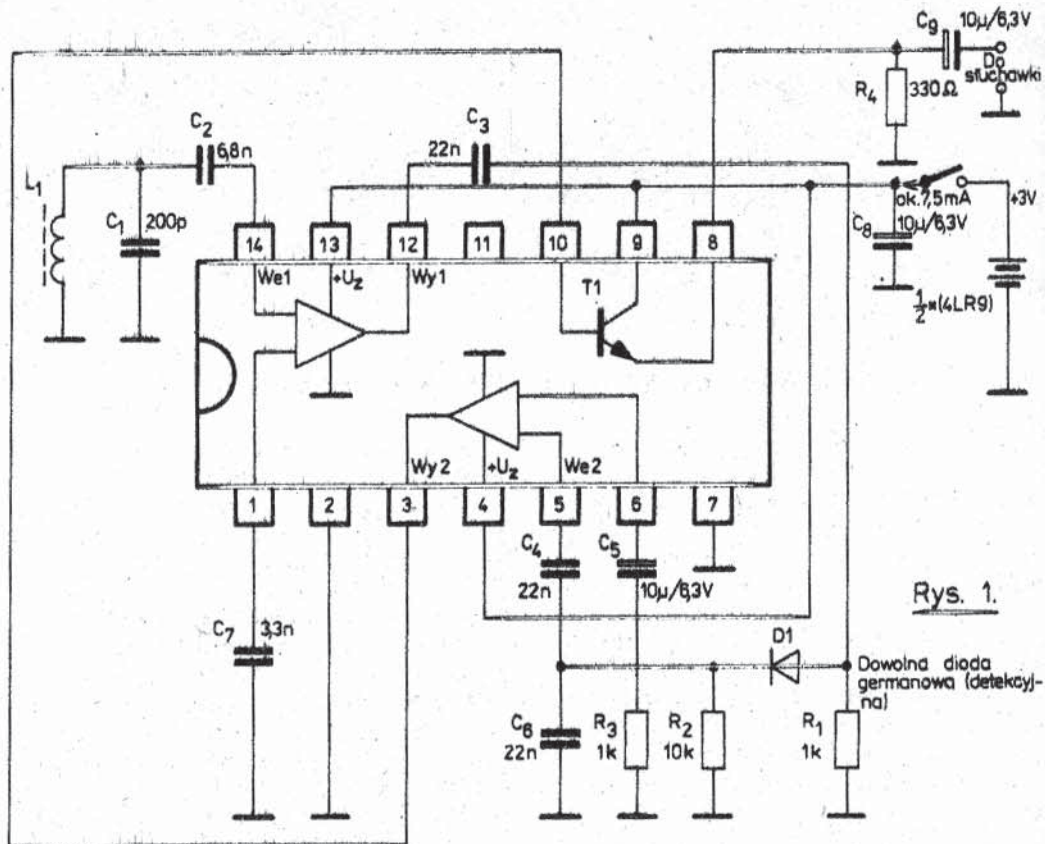 C9 10µ/6,3V
Do
słuchawki
R4 330Ω
C2
6,8n
C3
22n
L1
C1 200p
ok.7,5mA
+3V
C8 10µ/6,3V
½×(4LR9)
14 13 12 11 10 9 8
We1 +Uz Wy1
T1
Wy2 +Uz We2
1 2 3 4 5 6 7
C4
22n
C5
10µ/6,3V
Rys. 1.
C7 3,3n
D1
Dowolna dioda
germanowa (detekcyj-
na)
C6
22n
R3
1k
R2
10k
R1
1k